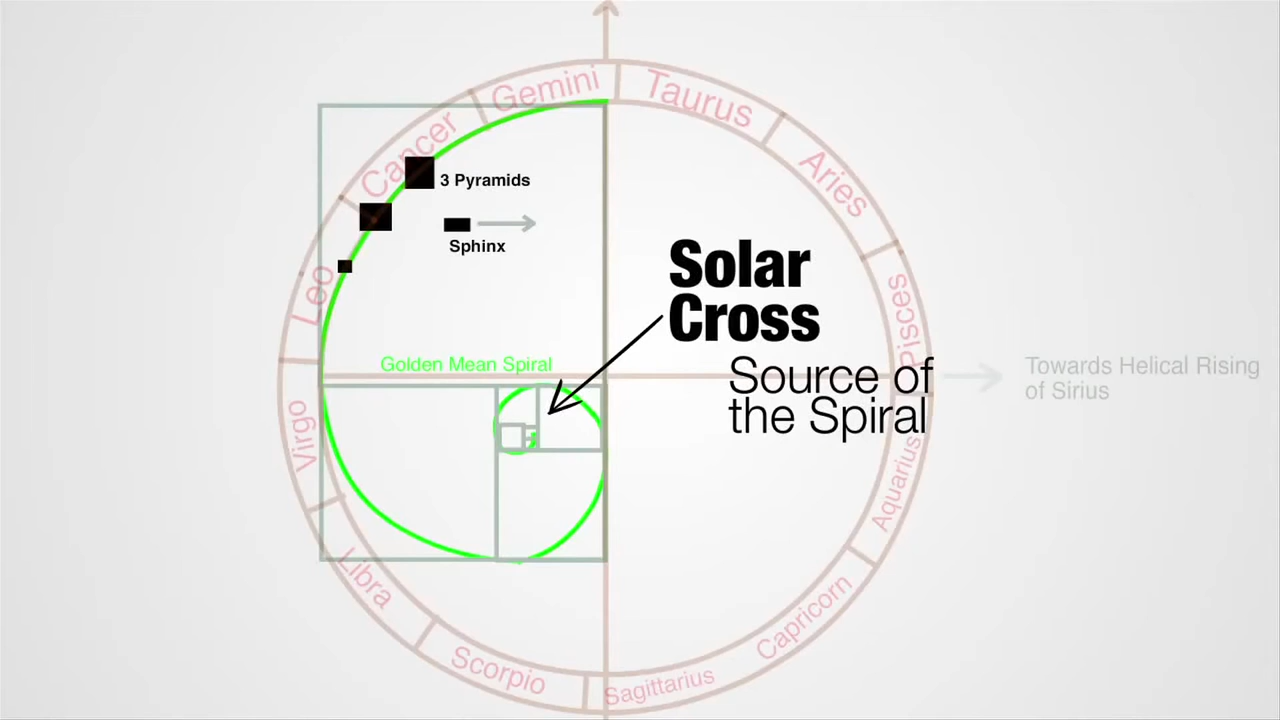 Gemini
Taurus
Cancer
Aries
3 Pyramids
Sphinx
Leo
Solar
Cross
Pisces
Golden Mean Spiral
Source of
the Spiral
Towards Helical Rising
of Sirius
Virgo
Aquarius
Libra
Capricorn
Scorpio
Sagittarius